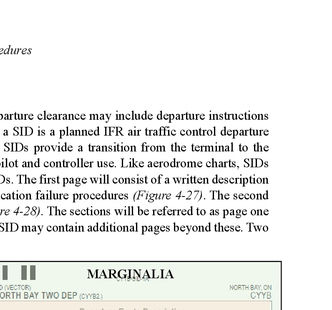 edures
parture clearance may include departure instructions
a SID is a planned IFR air traffic control departure
SIDs provide a transition from the terminal to the
pilot and controller use. Like aerodrome charts, SIDs
Ds. The first page will consist of a written description
cation failure procedures (Figure 4-27). The second
re 4-28). The sections will be referred to as page one
SID may contain additional pages beyond these. Two
MARGINALIA
D (VECTOR)
NORTH BAY, ON
ORTH BAY TWO DEP (CYYB2.)
CYYB